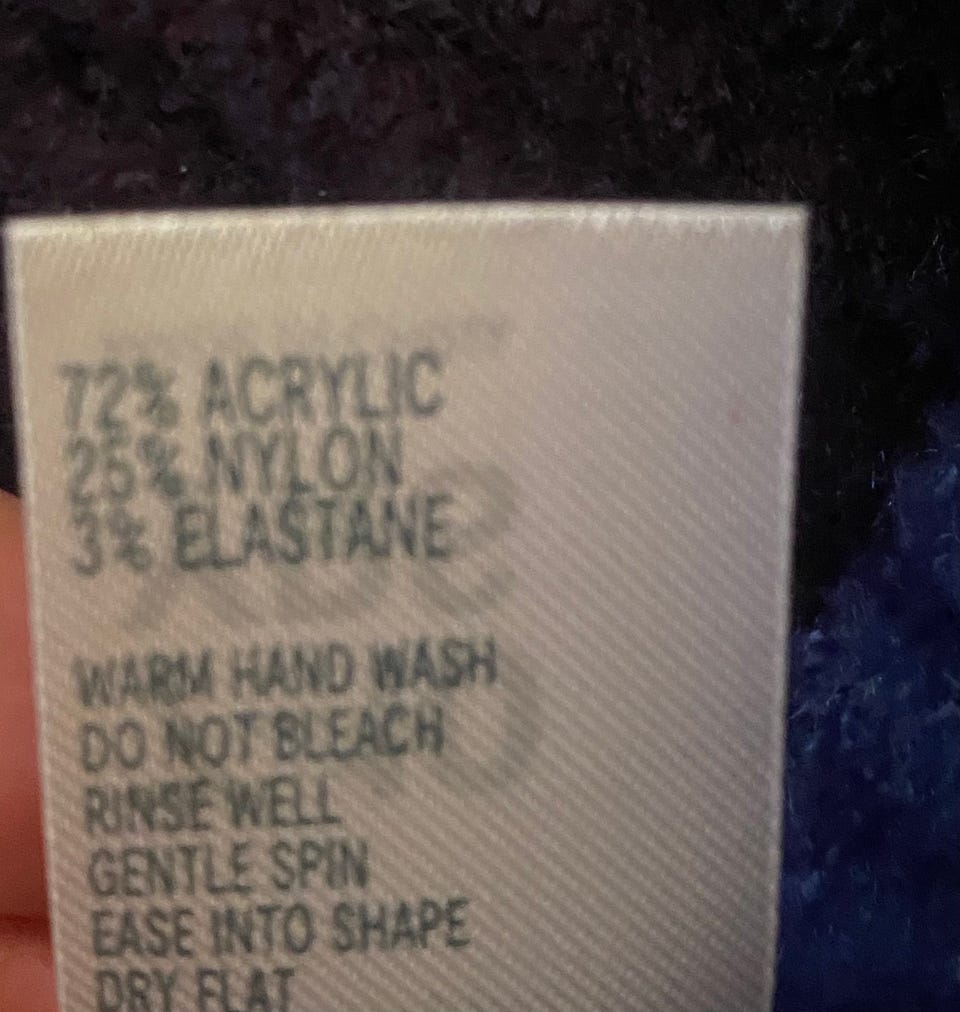 72% ACRYLIC
25% NYLON
3% ELASTANE
WARM HAND WASH
DO NOT BLEACH
RINSE WELL
GENTLE SPIN
EASE INTO SHAPE
DRY FLAT